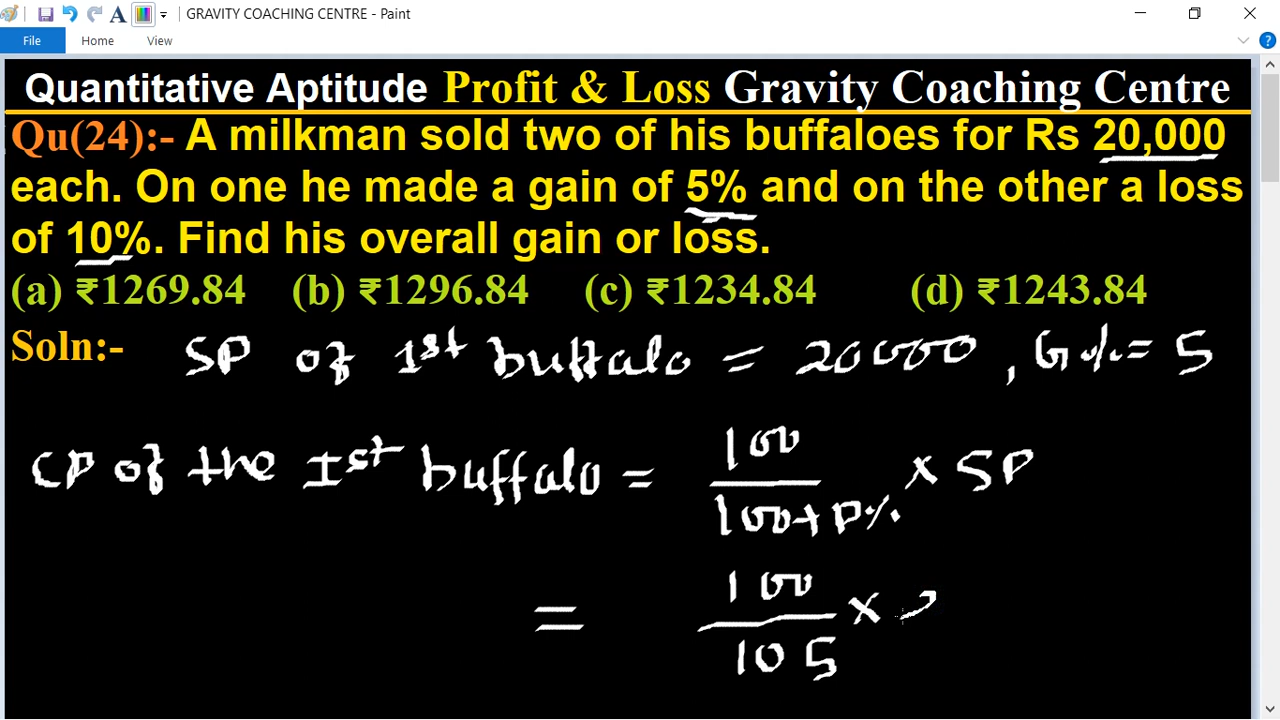 GRAVITY COACHING CENTRE - Paint
File Home View
Quantitative Aptitude Profit & Loss Gravity Coaching Centre
Qu(24):- A milkman sold two of his buffaloes for Rs 20,000
each. On one he made a gain of 5% and on the other a loss
of 10%. Find his overall gain or loss.
(a) ₹1269.84 (b) ₹1296.84 (c) ₹1234.84 (d) ₹1243.84
Soln:- SP of 1st buffalo = 20000, G%= 5
CP of the Ist buffalo = 100/100+P% × SP
= 100/105 ×